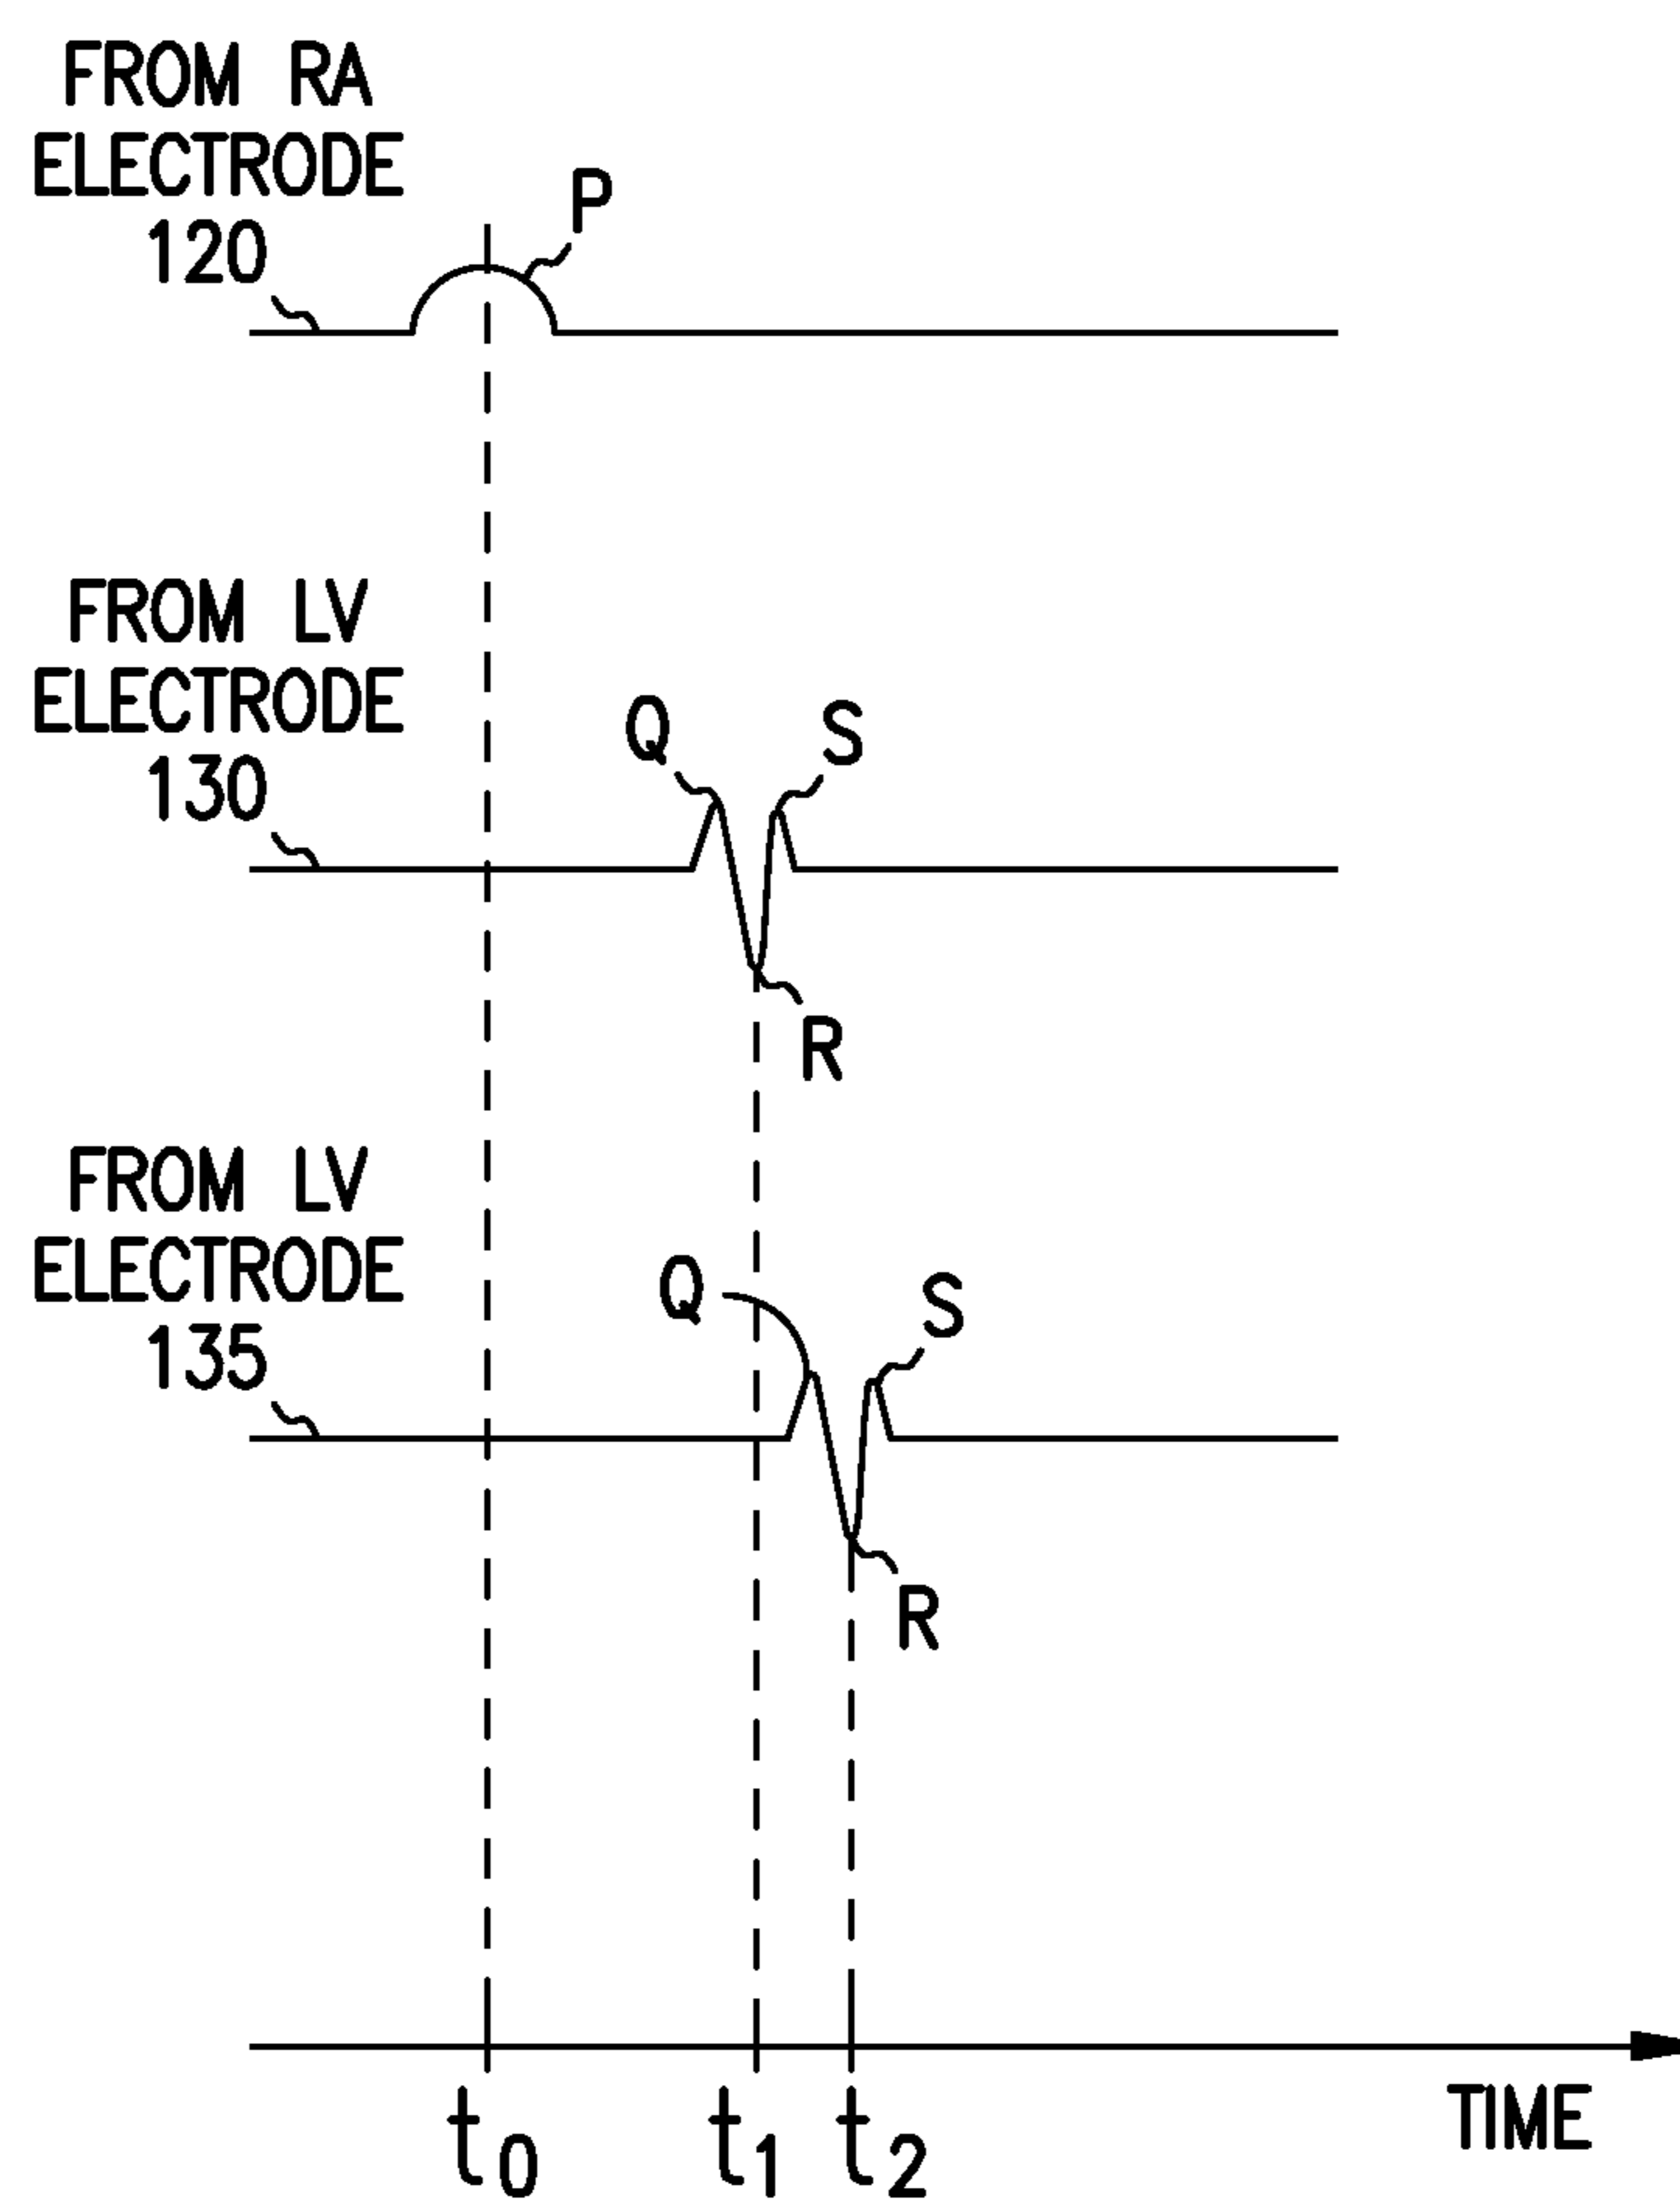 FROM RA
ELECTRODE
120
P
FROM LV
ELECTRODE
130
Q
S
R
FROM LV
ELECTRODE
135
Q
S
R
t0
t1
t2
TIME